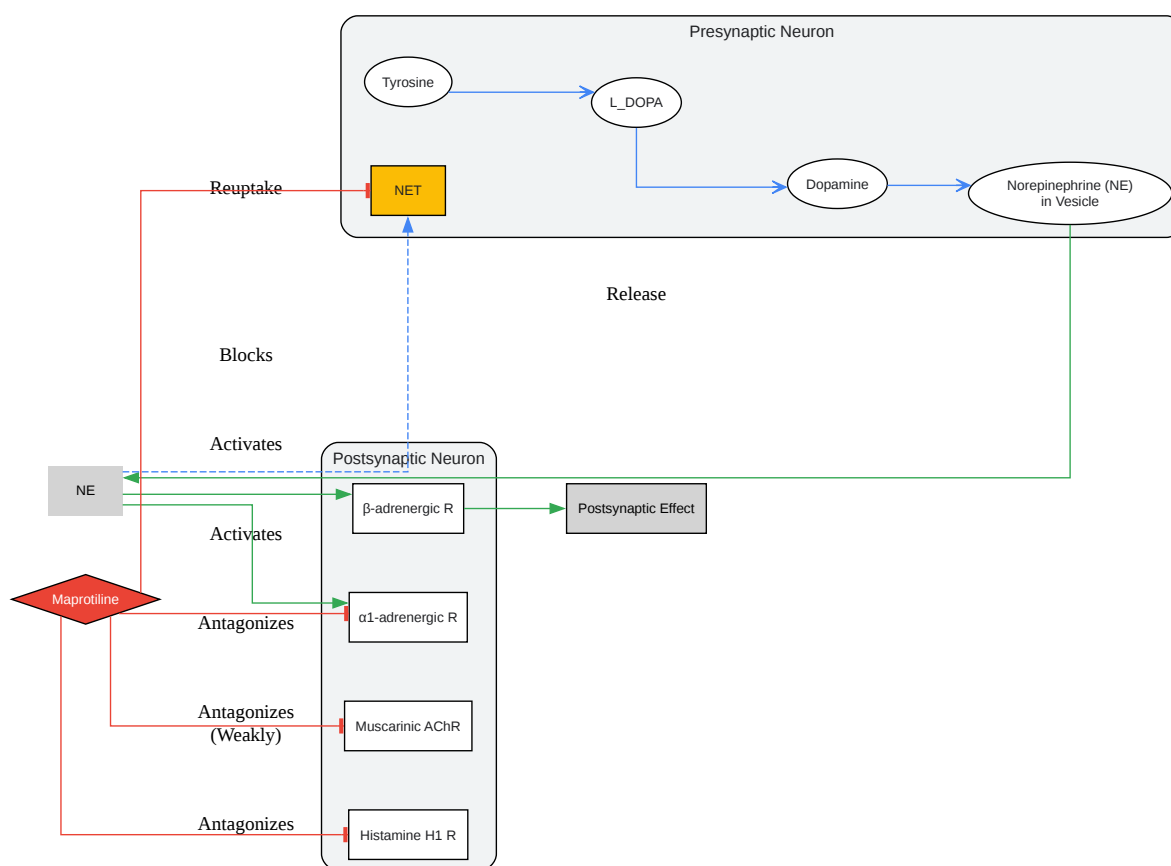 Presynaptic Neuron
Tyrosine
L_DOPA
Reuptake
NET
Dopamine
Norepinephrine (NE)
in Vesicle
Release
Blocks
Activates
Postsynaptic Neuron
NE
β-adrenergic R
Postsynaptic Effect
Activates
Maprotiline
Antagonizes
α1-adrenergic R
Antagonizes
(Weakly)
Muscarinic AChR
Antagonizes
Histamine H1 R